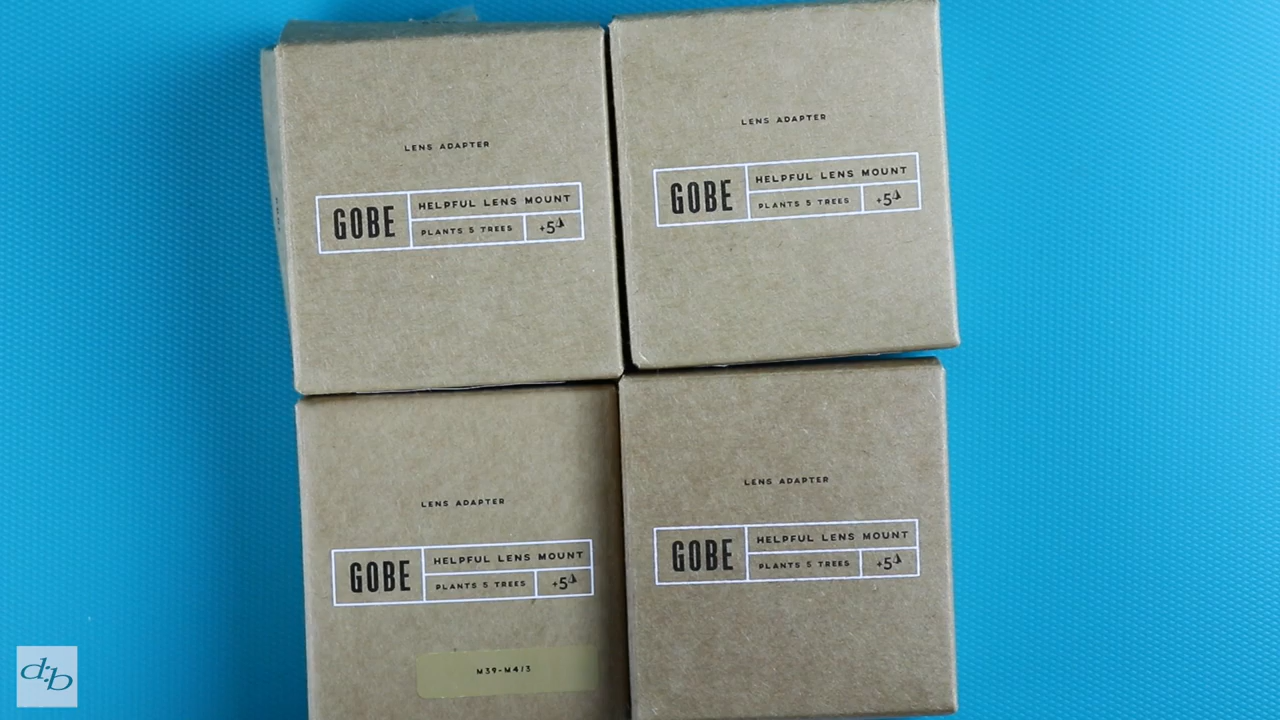 LENS ADAPTER
GOBE
HELPFUL LENS MOUNT
PLANTS 5 TREES
+5
LENS ADAPTER
GOBE
HELPFUL LENS MOUNT
PLANTS 5 TREES
+5
LENS ADAPTER
GOBE
HELPFUL LENS MOUNT
PLANTS 5 TREES
+5
M39-M4/3
LENS ADAPTER
GOBE
HELPFUL LENS MOUNT
PLANTS 5 TREES
+5
d:b